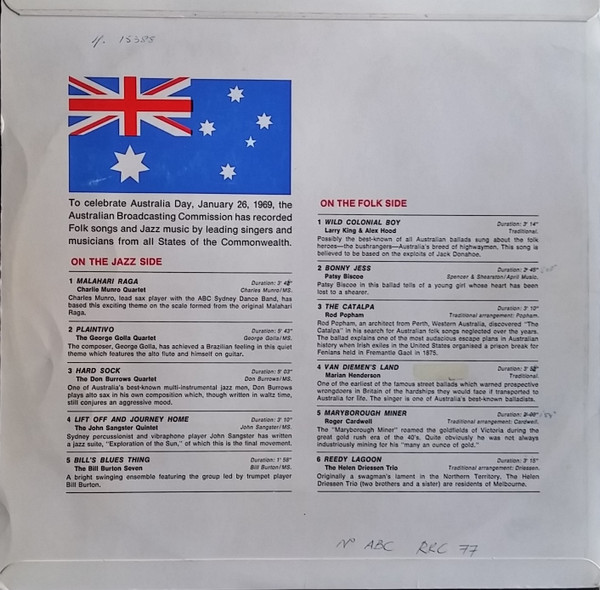 4. 15388
To celebrate Australia Day, January 26, 1969, the
Australian Broadcasting Commission has recorded
Folk songs and Jazz music by leading singers and
musicians from all States of the Commonwealth.
ON THE JAZZ SIDE
1 MALAHARI RAGA Duration: 3'
Charlie Munro Quartet Charles Munro/MS.
Charles Munro, lead sax player with the ABC Sydney Dance Band, has
based this exciting theme on the scale formed from the original Malahari
Raga.
2 PLAINTIVO Duration: 5' 43"
The George Golla Quartet George Golla/MS.
The composer, George Golla, has achieved a Brazilian feeling in this quiet
theme which features the alto flute and himself on guitar.
3 HARD SOCK Duration: 5' 03"
The Don Burrows Quartet Don Burrows/MS.
One of Australia's best-known multi-instrumental jazz men, Don Burrows
plays alto sax in his own composition which, though written in waltz time,
still conjures an aggressive mood.
4 LIFT OFF AND JOURNEY HOME Duration: 3' 10"
The John Sangster Quintet John Sangster/MS.
Sydney percussionist and vibraphone player John Sangster has written
a jazz suite, "Exploration of the Sun," of which this is the final movement.
5 BILL'S BLUES THING Duration: 1' 59"
The Bill Burton Seven Bill Burton/MS.
A bright swinging ensemble featuring the group led by trumpet player
Bill Burton.
ON THE FOLK SIDE
1 WILD COLONIAL BOY Duration: 3' 14"
Larry King & Alex Hood Traditional.
Possibly the best-known of all Australian ballads sung about the folk
heroes—the bushrangers—Australia's breed of highwaymen. This song is
believed to be based on the exploits of Jack Donahoe.
2 BONNY JESS Duration: 3' 45"
Patsy Biscoe Spencer & Shearston/April Music.
Patsy Biscoe in this ballad tells of a young girl whose heart has been
lost to a shearer.
3 THE CATALPA Duration: 3' 10"
Rod Popham Traditional arrangement: Popham.
Rod Popham, an architect from Perth, Western Australia, discovered "The
Catalpa" in his search for Australian folk songs neglected over the years.
The ballad explains one of the most audacious escape plans in Australian
history when Irish exiles in the United States organised a prison break for
Fenians held in Fremantle Gaol in 1875.
4 VAN DIEMEN'S LAND Duration: 3'
Marian Henderson Traditional.
One of the earliest of the famous street ballads which warned prospective
wrongdoers in Britain of the hardships they would face if transported to
Australia for life. The singer is one of Australia's best-known balladists.
5 MARYBOROUGH MINER Duration:
Roger Cardwell Traditional arrangement: Cardwell.
The "Maryborough Miner" roamed the goldfields of Victoria during the
great gold rush era of the 40's. Quite obviously he was not always
industriously mining for his "many an ounce of gold."
6 REEDY LAGOON Duration: 3' 15"
The Helen Driessen Trio Traditional arrangement: Driessen.
Originally a swagman's lament in the Northern Territory. The Helen
Driessen Trio (two brothers and a sister) are residents of Melbourne.
Nº ABC RRC 77